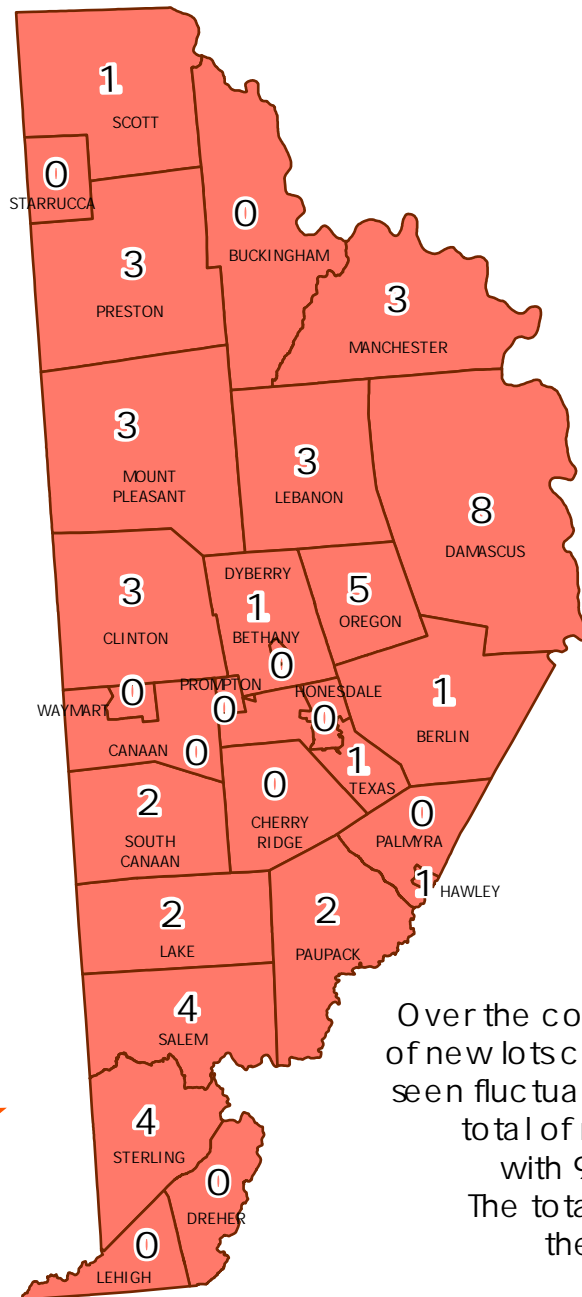 1
SCOTT
0
STARRUCCA
0
BUCKINGHAM
3
PRESTON
3
MANCHESTER
3
MOUNT
PLEASANT
3
LEBANON
8
DAMASCUS
3
CLINTON
DYBERRY
1
BETHANY
0
5
OREGON
WAYMART
0
PROMPTON
0
HONESDALE
0
1
BERLIN
CANAAN
0
1
TEXAS
2
SOUTH
CANAAN
0
CHERRY
RIDGE
0
PALMYRA
1
HAWLEY
2
LAKE
2
PAUPACK
4
SALEM
4
STERLING
0
DREHER
0
LEHIGH
Over the co
of new lots c
seen fluctua
total of
with 9
The tota
the